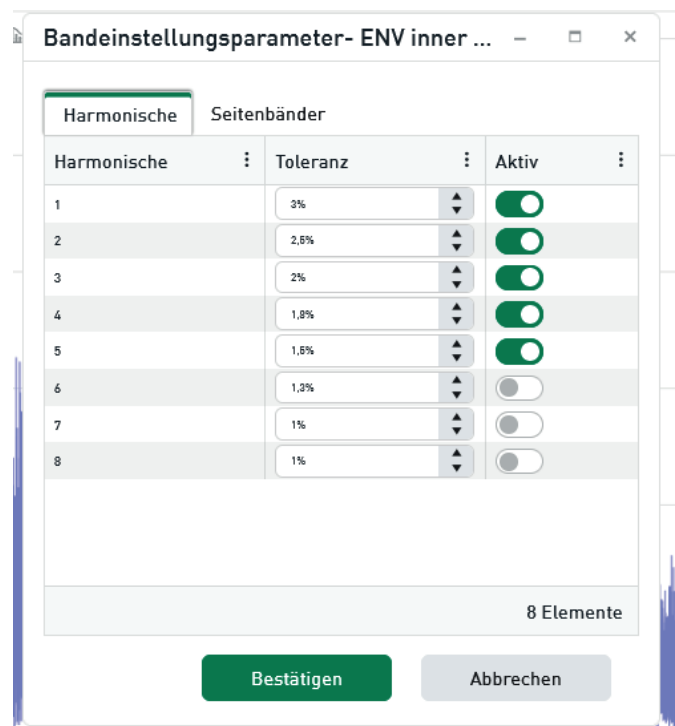 Bandeinstellungsparameter- ENV inner ...
Harmonische Seitenbänder
Harmonische Toleranz Aktiv
1 3%
2 2,5%
3 2%
4 1,8%
5 1,5%
6 1,3%
7 1%
8 1%
8 Elemente
Bestätigen Abbrechen